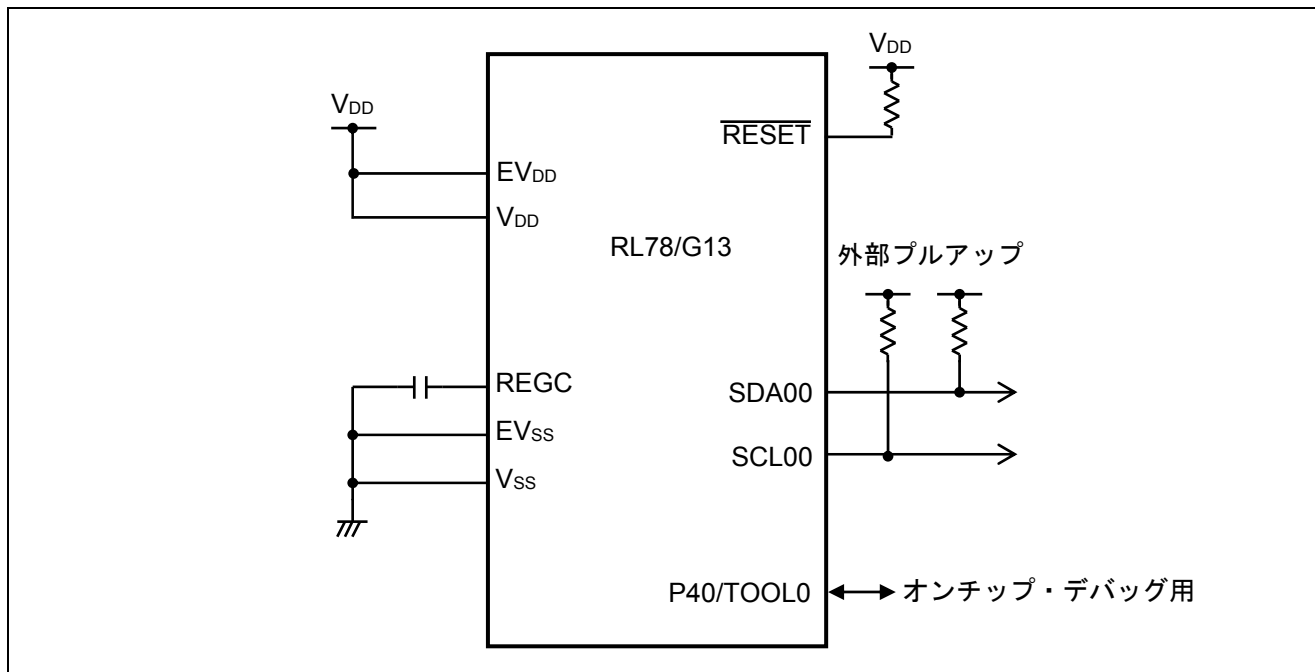 VDD
VDD
RESET
EVDD
VDD
RL78/G13
外部プルアップ
REGC
SDA00
EVSS
SCL00
VSS
P40/TOOL0
オンチップ・デバッグ用